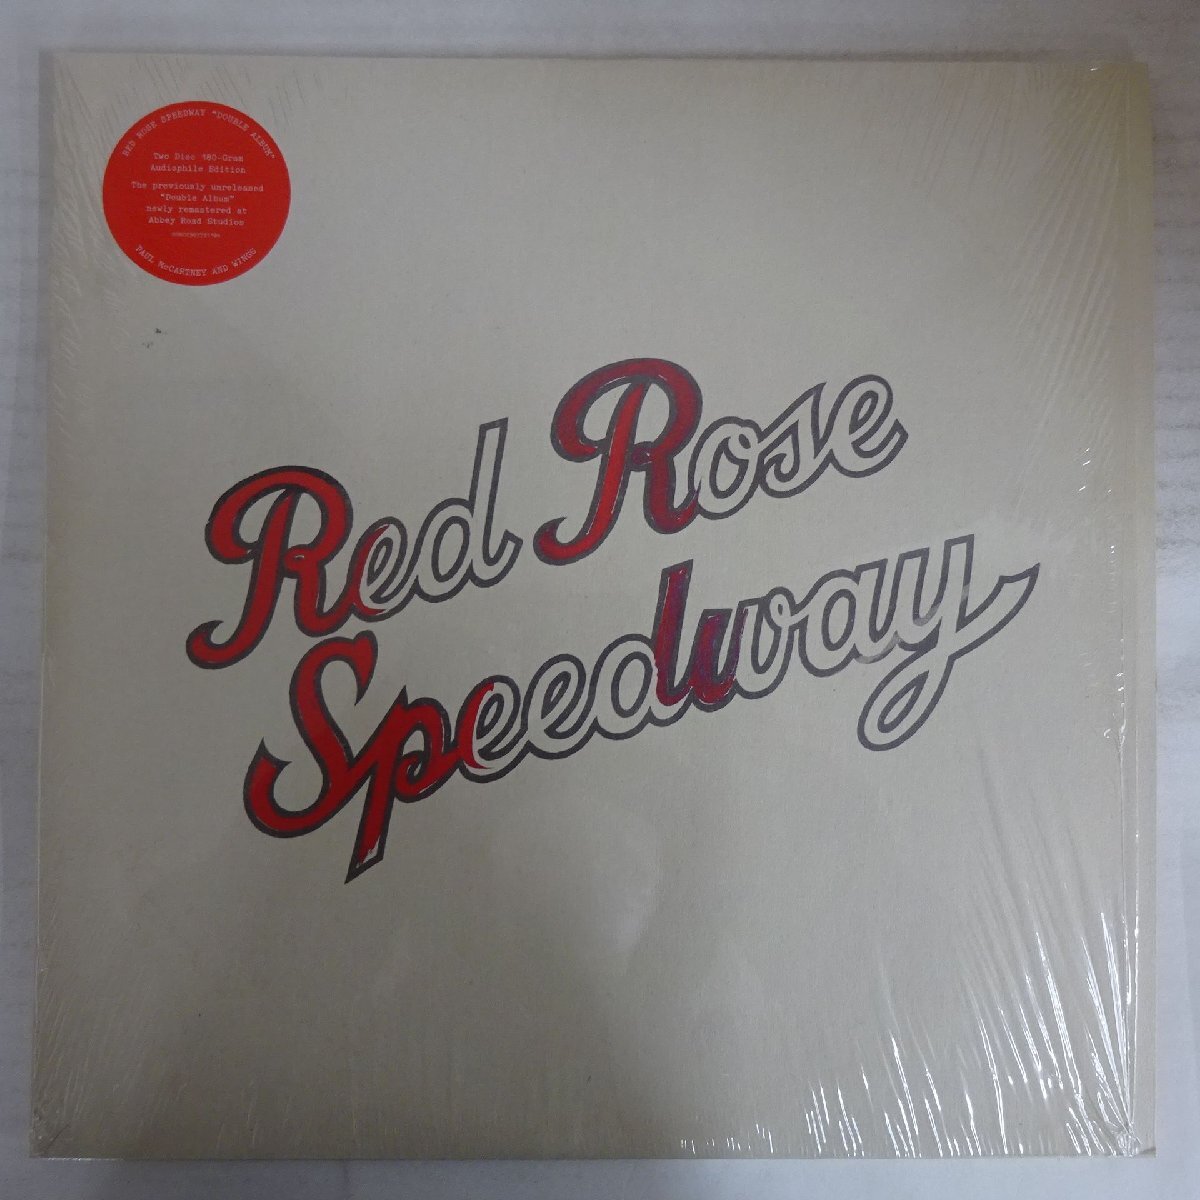 RED ROSE SPEEDWAY "DOUBLE ALBUM"
Two Disc 180-Gram
Audiophile Edition
The previously unreleased
"Double Album"
newly remastered at
Abbey Road Studios
PAUL McCARTNEY AND WINGS
Red Rose
Speedway